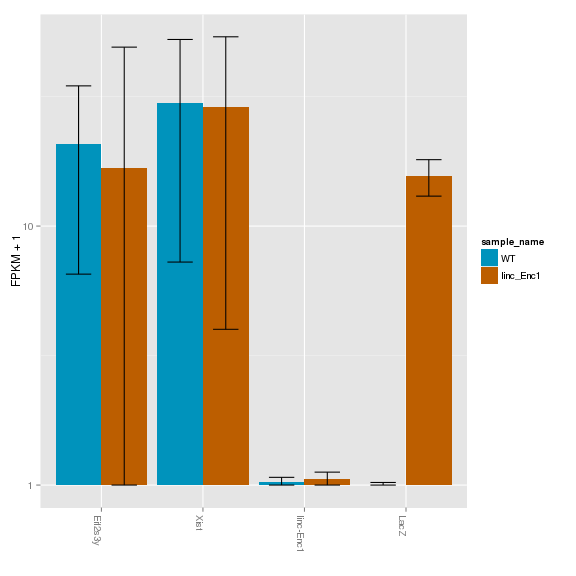 FPKM + 1
10
1
Eif2s3y
Xist
linc-Enc1
LacZ
sample_name
WT
linc_Enc1